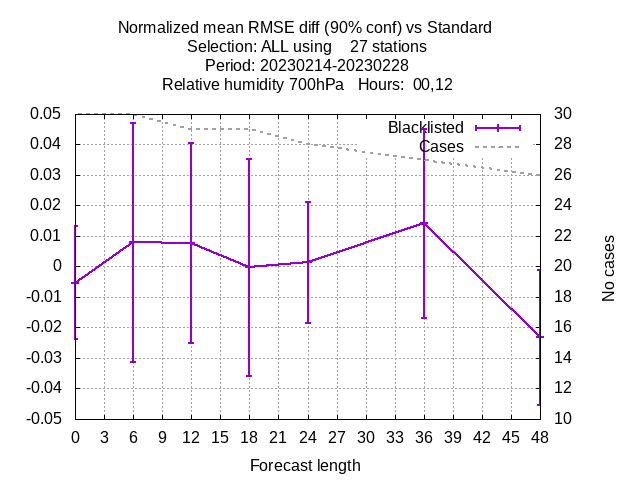 Normalized mean RMSE diff (90% conf) vs Standard
Selection: ALL using    27 stations
Period: 20230214-20230228
Relative humidity 700hPa   Hours:  00,12
Blacklisted
Cases
0.05
0.04
0.03
0.02
0.01
0
-0.01
-0.02
-0.03
-0.04
-0.05
30
28
26
24
22
20
18
16
14
12
10
No cases
0 3 6 9 12 15 18 21 24 27 30 33 36 39 42 45 48
Forecast length